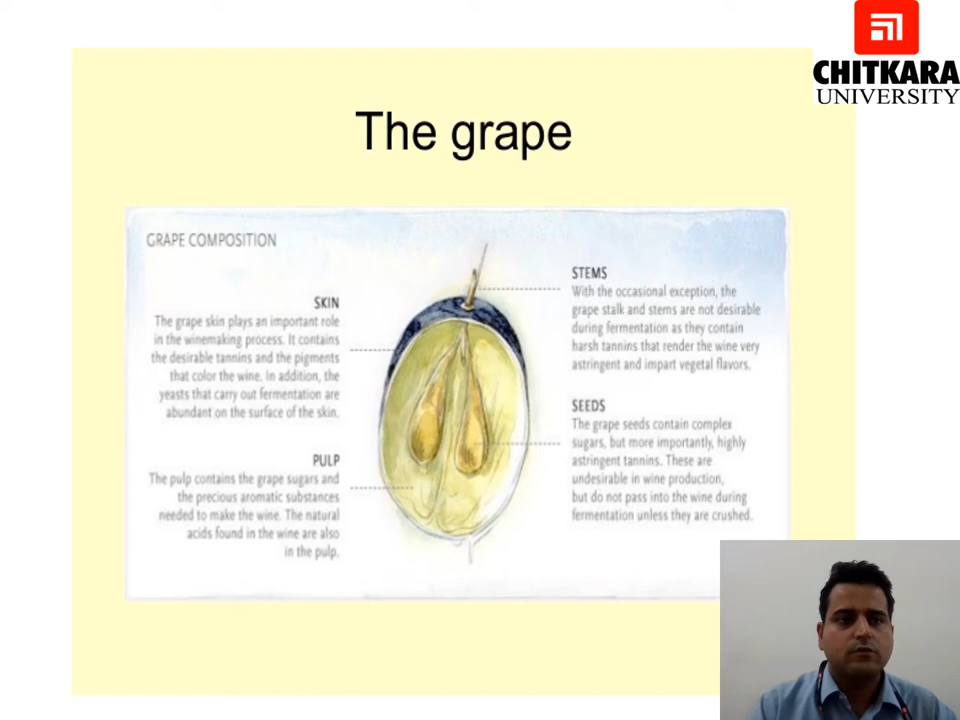 CHITKARA
UNIVERSITY
The grape
GRAPE COMPOSITION
SKIN
The grape skin plays an important role
in the winemaking process. It contains
the desirable tannins and the pigments
that color the wine. In addition, the
yeasts that carry out fermentation are
abundant on the surface of the skin.
PULP
The pulp contains the grape sugars and
the precious aromatic substances
needed to make the wine. The natural
acids found in the wine are also
in the pulp.
STEMS
With the occasional exception, the
grape stalk and stems are not desirable
during fermentation as they contain
harsh tannins that render the wine very
astringent and impart vegetal flavors.
SEEDS
The grape seeds contain complex
sugars, but more importantly, highly
astringent tannins. These are
undesirable in wine production,
but do not pass into the wine during
fermentation unless they are crushed.